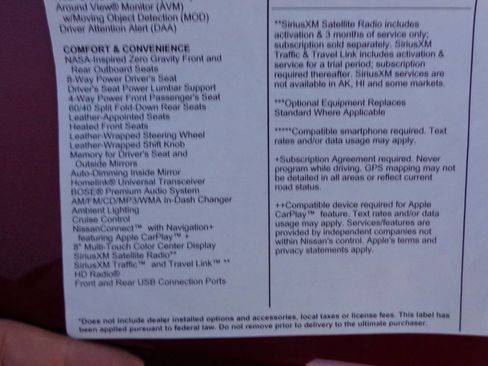 Around View® Monitor (AVM)
w/Moving Object Detection (MOD)
Driver Attention Alert (DAA)
COMFORT & CONVENIENCE
NASA-Inspired Zero Gravity Front and
Rear Outboard Seats
8-Way Power Driver's Seat
Driver's Seat Power Lumbar Support
4-Way Power Front Passenger's Seat
60/40 Split Fold-Down Rear Seats
Leather-Appointed Seats
Heated Front Seats
Leather-Wrapped Steering Wheel
Leather-Wrapped Shift Knob
Memory for Driver's Seat and
Outside Mirrors
Auto-Dimming Inside Mirror
Homelink® Universal Transceiver
BOSE® Premium Audio System
AM/FM/CD/MP3/WMA In-Dash Changer
Ambient Lighting
Cruise Control
NissanConnect™ with Navigation+
featuring Apple CarPlay™ +
8" Multi-Touch Color Center Display
SiriusXM Satellite Radio**
SiriusXM Traffic™ and Travel Link™ **
HD Radio®
Front and Rear USB Connection Ports
**SiriusXM Satellite Radio includes
activation & 3 months of service only;
subscription sold separately. SiriusXM
Traffic & Travel Link includes activation &
service for a trial period; subscription
required thereafter. SiriusXM services are
not available in AK, HI and some markets.
***Optional Equipment Replaces
Standard Where Applicable
*****Compatible smartphone required. Text
rates and/or data usage may apply.
+Subscription Agreement required. Never
program while driving. GPS mapping may not
be detailed in all areas or reflect current
road status.
++Compatible device required for Apple
CarPlay™ feature. Text rates and/or data
usage may apply. Services/features are
provided by independent companies not
within Nissan's control. Apple's terms and
privacy statements apply.
*Does not include dealer installed options and accessories, local taxes or license fees. This label has
been applied pursuant to federal law. Do not remove prior to delivery to the ultimate purchaser.